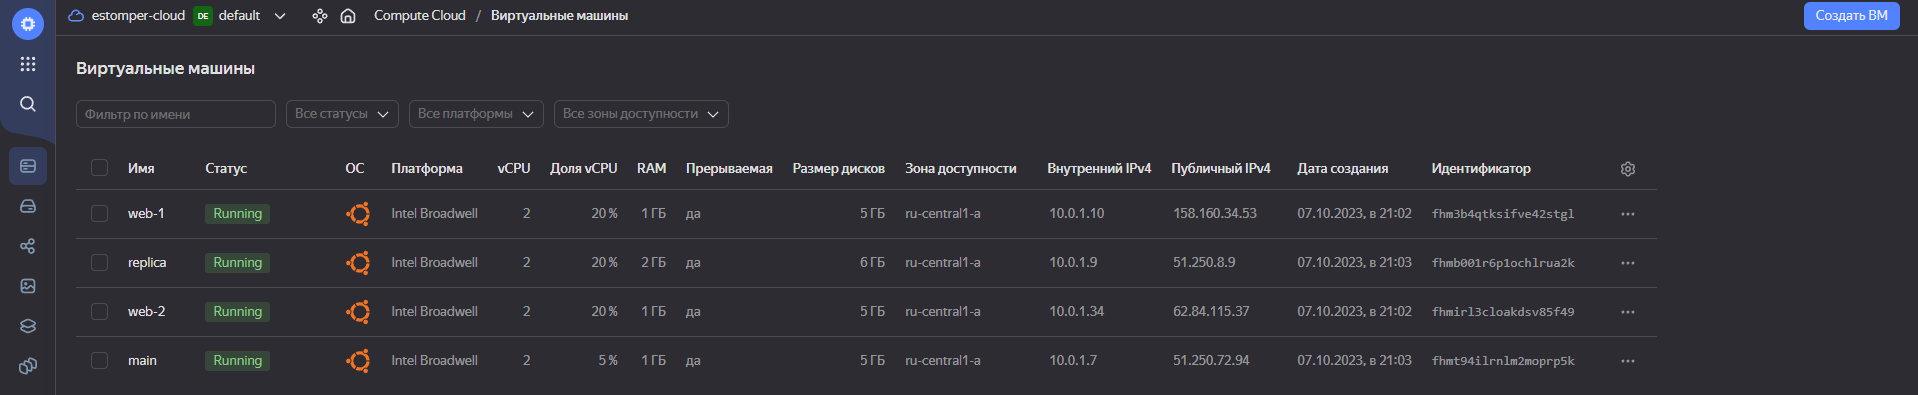 estomper-cloud DE default Compute Cloud / Виртуальные машины Создать ВМ
Виртуальные машины
Фильтр по имени Все статусы Все платформы Все зоны доступности
Имя Статус ОС Платформа vCPU Доля vCPU RAM Прерываемая Размер дисков Зона доступности Внутренний IPv4 Публичный IPv4 Дата создания Идентификатор
web-1 Running Intel Broadwell 2 20 % 1 ГБ да 5 ГБ ru-central1-a 10.0.1.10 158.160.34.53 07.10.2023, в 21:02 fhm3b4qtksifve42stgl
replica Running Intel Broadwell 2 20 % 2 ГБ да 6 ГБ ru-central1-a 10.0.1.9 51.250.8.9 07.10.2023, в 21:03 fhmb001r6p1ochlrua2k
web-2 Running Intel Broadwell 2 20 % 1 ГБ да 5 ГБ ru-central1-a 10.0.1.34 62.84.115.37 07.10.2023, в 21:02 fhmirl3cloakdsv85f49
main Running Intel Broadwell 2 5 % 1 ГБ да 5 ГБ ru-central1-a 10.0.1.7 51.250.72.94 07.10.2023, в 21:03 fhmt94ilrnlm2moprp5k